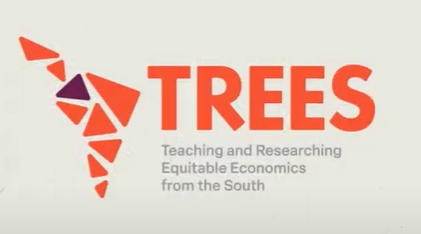 TREES
Teaching and Researching
Equitable Economics
from the South